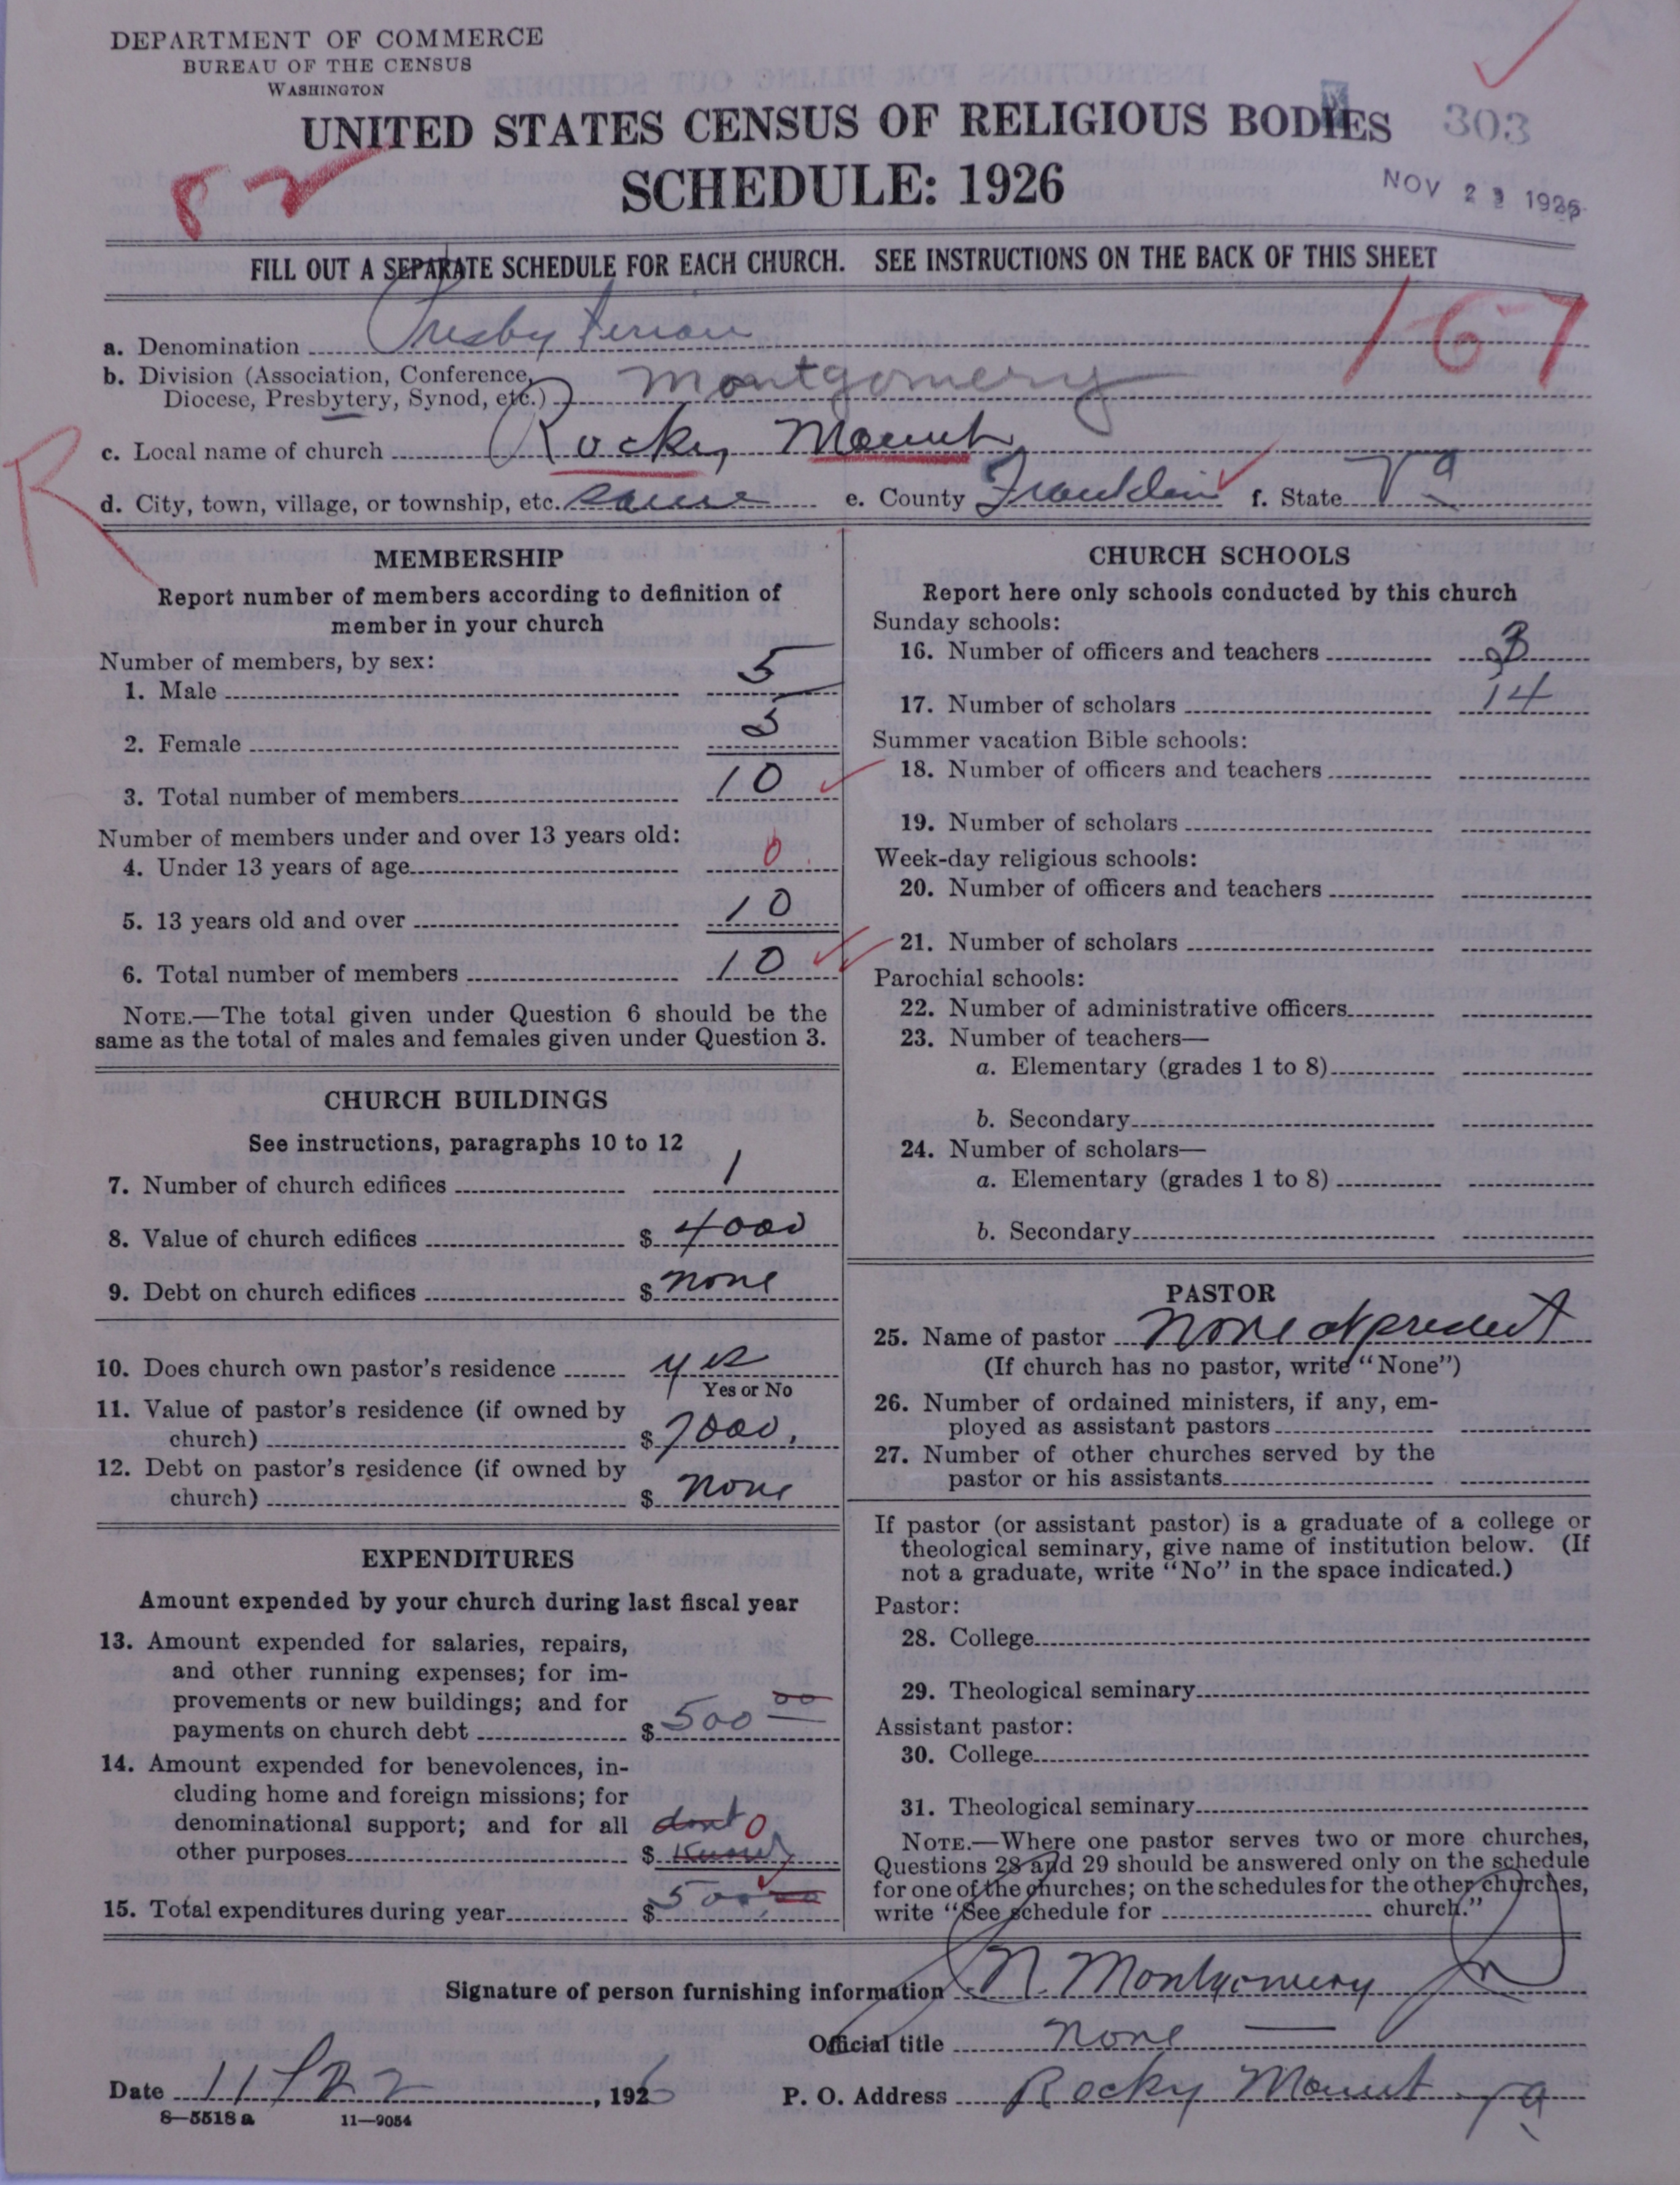 DEPARTMENT OF COMMERCE
BUREAU OF THE CENSUS
WASHINGTON
UNITED STATES CENSUS OF RELIGIOUS BODIES
303
SCHEDULE: 1926
NOV 23 1926
82
FILL OUT A SEPARATE SCHEDULE FOR EACH CHURCH. SEE INSTRUCTIONS ON THE BACK OF THIS SHEET
167
a. Denomination Presbyterian
b. Division (Association, Conference,
Diocese, Presbytery, Synod, etc.) Montgomery
R
c. Local name of church Rocky Mount
d. City, town, village, or township, etc. same e. County Franklin f. State Va
MEMBERSHIP
Report number of members according to definition of
member in your church
Number of members, by sex:
1. Male 5
2. Female 5
3. Total number of members 10
Number of members under and over 13 years old:
4. Under 13 years of age 0
5. 13 years old and over 10
6. Total number of members 10
NOTE.—The total given under Question 6 should be the
same as the total of males and females given under Question 3.
CHURCH BUILDINGS
See instructions, paragraphs 10 to 12
7. Number of church edifices 1
8. Value of church edifices $ 4000
9. Debt on church edifices $ none
10. Does church own pastor's residence yes
Yes or No
11. Value of pastor's residence (if owned by
church) $ 7000.
12. Debt on pastor's residence (if owned by
church) $ none
EXPENDITURES
Amount expended by your church during last fiscal year
13. Amount expended for salaries, repairs,
and other running expenses; for im-
provements or new buildings; and for
payments on church debt $ 500 00
14. Amount expended for benevolences, in-
cluding home and foreign missions; for
denominational support; and for all dont 0
other purposes $ Know
15. Total expenditures during year $ 500.00
CHURCH SCHOOLS
Report here only schools conducted by this church
Sunday schools:
16. Number of officers and teachers 3
17. Number of scholars 14
Summer vacation Bible schools:
18. Number of officers and teachers
19. Number of scholars
Week-day religious schools:
20. Number of officers and teachers
21. Number of scholars
Parochial schools:
22. Number of administrative officers
23. Number of teachers—
a. Elementary (grades 1 to 8)
b. Secondary
24. Number of scholars—
a. Elementary (grades 1 to 8)
b. Secondary
PASTOR
25. Name of pastor None at present
(If church has no pastor, write "None")
26. Number of ordained ministers, if any, em-
ployed as assistant pastors
27. Number of other churches served by the
pastor or his assistants
If pastor (or assistant pastor) is a graduate of a college or
theological seminary, give name of institution below. (If
not a graduate, write "No" in the space indicated.)
Pastor:
28. College
29. Theological seminary
Assistant pastor:
30. College
31. Theological seminary
NOTE.—Where one pastor serves two or more churches,
Questions 28 and 29 should be answered only on the schedule
for one of the churches; on the schedules for the other churches,
write "See schedule for church."
Signature of person furnishing information N. Montgomery Jr
Official title none
Date 11/22, 1926 P. O. Address Rocky Mount Va
8—5518 a 11—9054